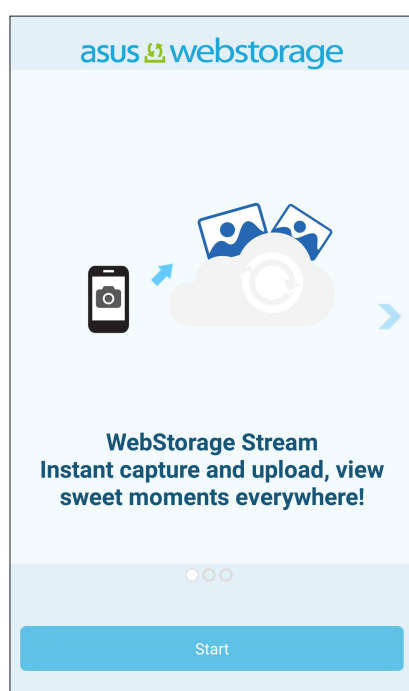 asus webstorage
WebStorage Stream
Instant capture and upload, view
sweet moments everywhere!
Start